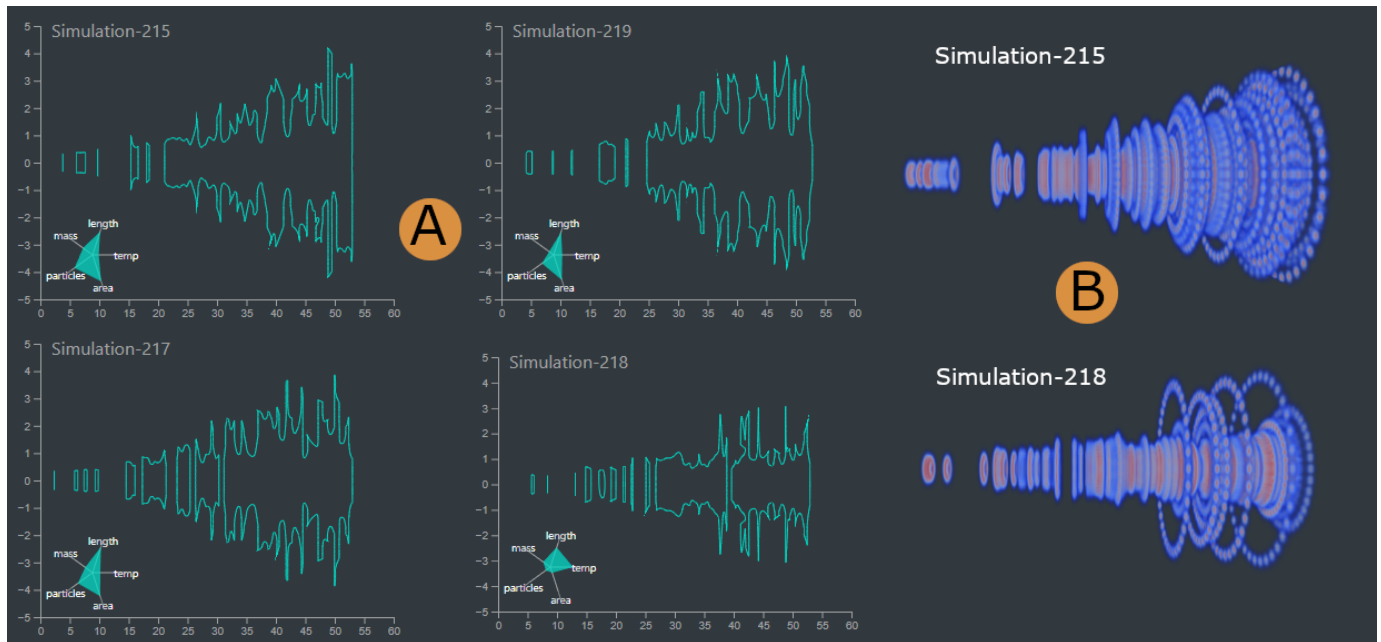 Simulation-215
5
4
3
2
1
0
−1
−2
−3
−4
−5
0 5 10 15 20 25 30 35 40 45 50 55 60
length
mass
temp
particles
area
A
Simulation-219
5
4
3
2
1
0
−1
−2
−3
−4
−5
0 5 10 15 20 25 30 35 40 45 50 55 60
length
mass
temp
particles
area
Simulation-215
B
Simulation-217
5
4
3
2
1
0
−1
−2
−3
−4
−5
0 5 10 15 20 25 30 35 40 45 50 55 60
length
mass
temp
particles
area
Simulation-218
5
4
3
2
1
0
−1
−2
−3
−4
−5
0 5 10 15 20 25 30 35 40 45 50 55 60
length
mass
temp
particles
area
Simulation-218